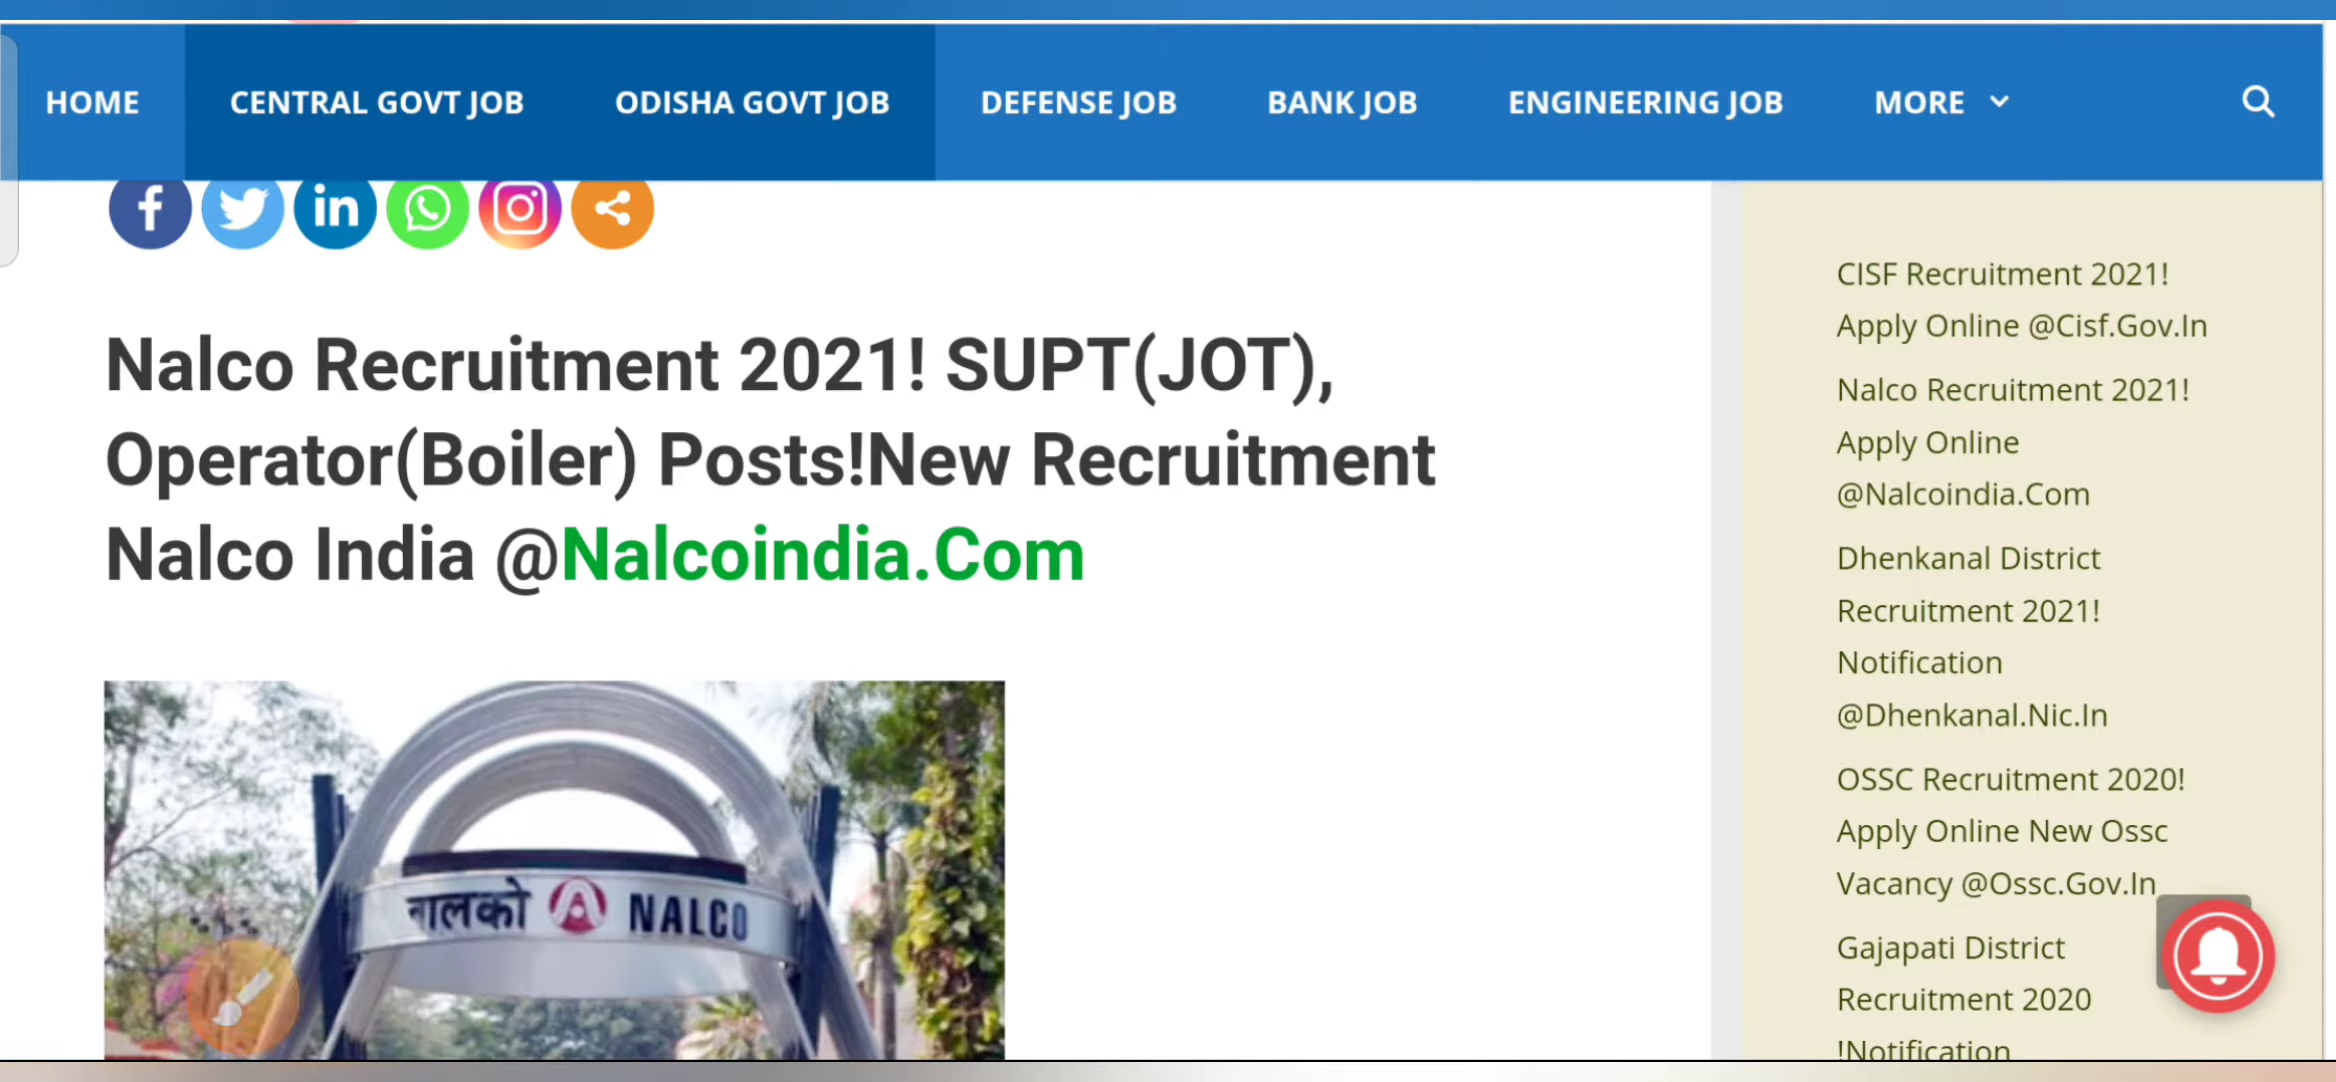 HOME
CENTRAL GOVT JOB
ODISHA GOVT JOB
DEFENSE JOB
BANK JOB
ENGINEERING JOB
MORE
Nalco Recruitment 2021! SUPT(JOT),
Operator(Boiler) Posts!New Recruitment
Nalco India @Nalcoindia.Com
नालको NALCO
CISF Recruitment 2021!
Apply Online @Cisf.Gov.In
Nalco Recruitment 2021!
Apply Online
@Nalcoindia.Com
Dhenkanal District
Recruitment 2021!
Notification
@Dhenkanal.Nic.In
OSSC Recruitment 2020!
Apply Online New Ossc
Vacancy @Ossc.Gov.In
Gajapati District
Recruitment 2020
!Notification